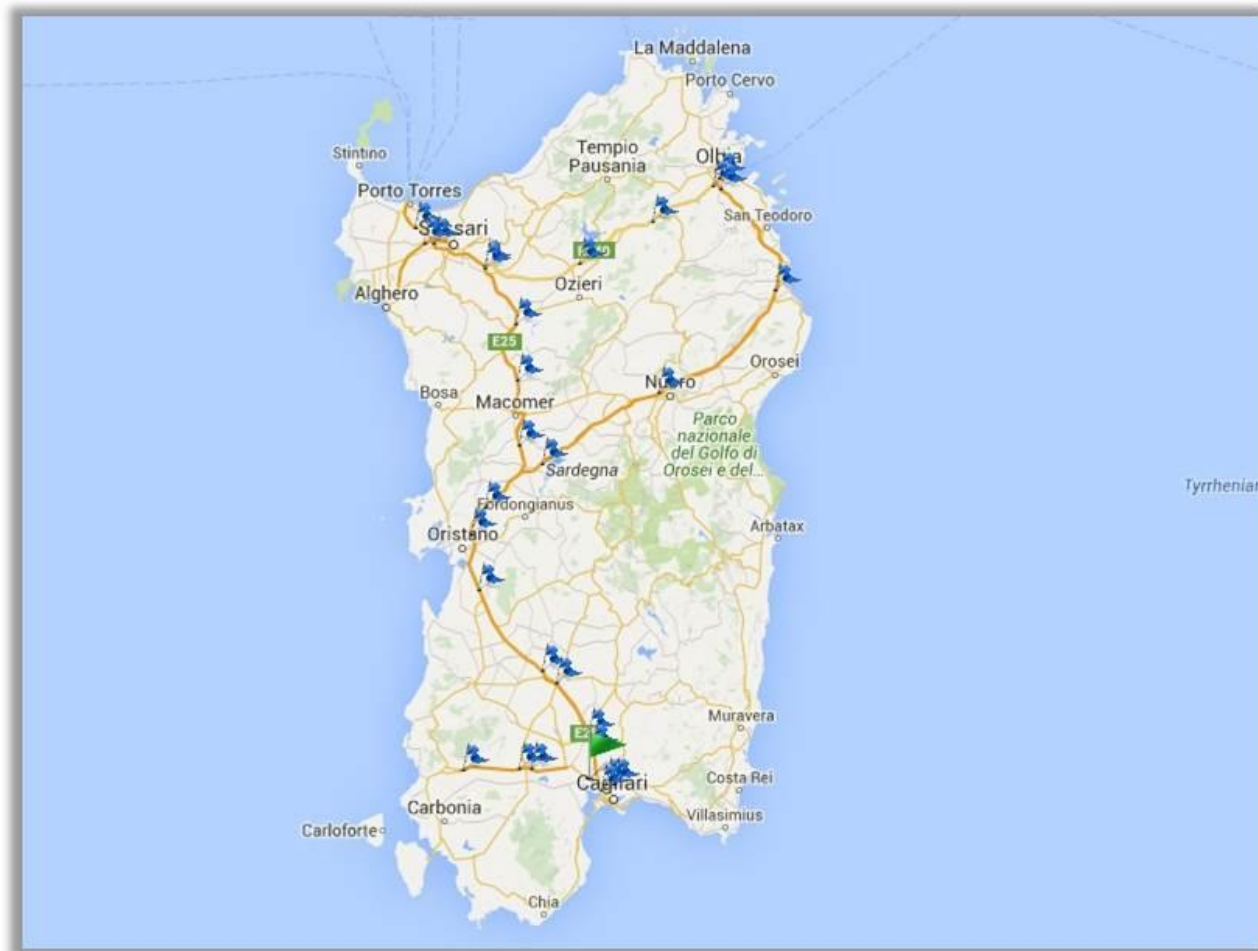 La Maddalena
Porto Cervo
Stintino
Tempio
Pausania
Olbia
Porto Torres
San Teodoro
Sassari
Ozieri
Alghero
E25
Orosei
Bosa
Nuoro
Macomer
Parco
nazionale
del Golfo di
Orosei e del...
Sardegna
Tyrrhenian
Fordongianus
Oristano
Arbatax
Muravera
Cagliari
Costa Rei
Carbonia
Villasimius
Carloforte
Chia